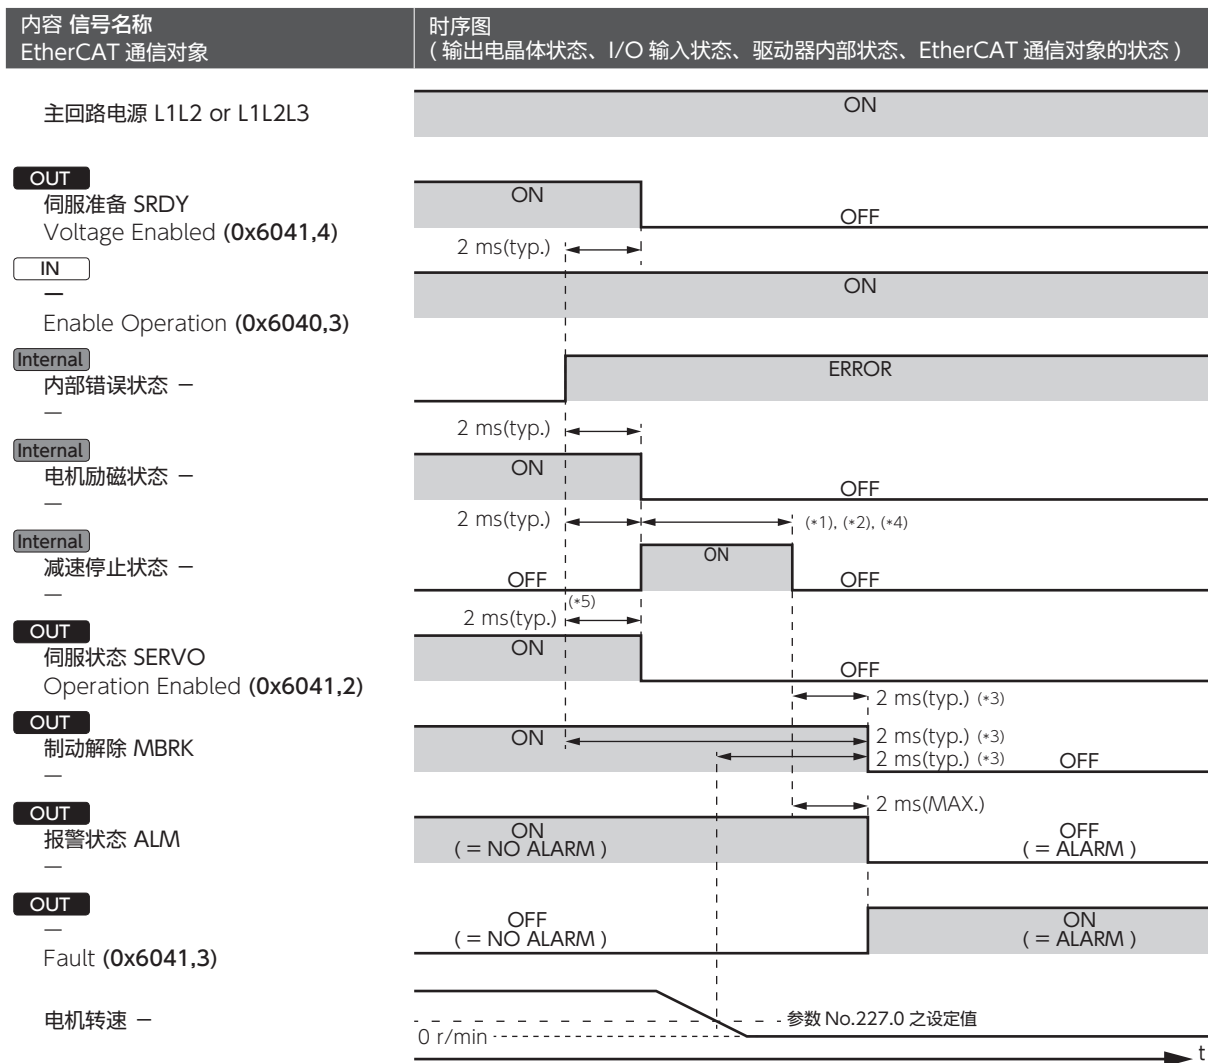 内容 信号名称
EtherCAT 通信对象
时序图
( 输出电晶体状态、I/O 输入状态、驱动器内部状态、EtherCAT 通信对象的状态 )
主回路电源 L1L2 or L1L2L3
ON
OUT
伺服准备 SRDY
Voltage Enabled (0x6041,4)
ON
OFF
2 ms(typ.)
IN
—
Enable Operation (0x6040,3)
ON
Internal
内部错误状态 －
—
ERROR
2 ms(typ.)
Internal
电机励磁状态 －
—
ON
OFF
2 ms(typ.)
(*1), (*2), (*4)
Internal
减速停止状态 －
—
OFF
ON
OFF
(*5)
2 ms(typ.)
OUT
伺服状态 SERVO
Operation Enabled (0x6041,2)
ON
OFF
2 ms(typ.) (*3)
OUT
制动解除 MBRK
—
ON
2 ms(typ.) (*3)
2 ms(typ.) (*3)
OFF
2 ms(MAX.)
OUT
报警状态 ALM
—
ON
( = NO ALARM )
OFF
( = ALARM )
OUT
—
Fault (0x6041,3)
OFF
( = NO ALARM )
ON
( = ALARM )
电机转速 －
参数 No.227.0 之设定值
0 r/min
t